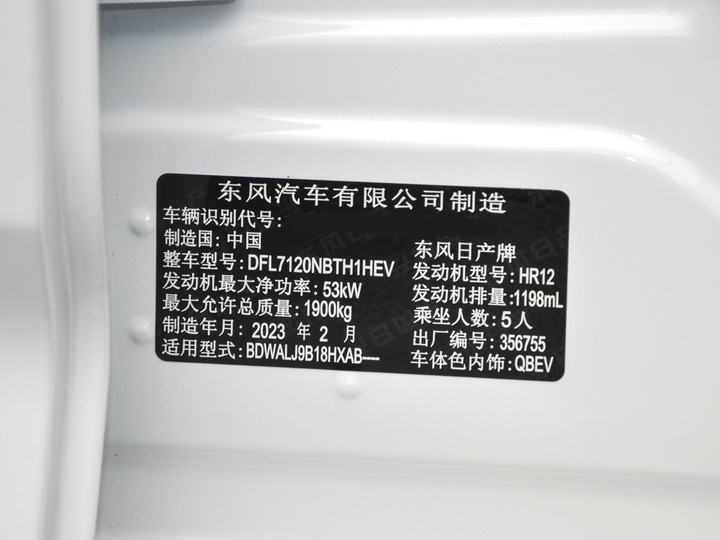 东风汽车有限公司制造
车辆识别代号:
制造国: 中国 东风日产牌
整车型号: DFL7120NBTH1HEV 发动机型号: HR12
发动机最大净功率: 53kW 发动机排量: 1198mL
最大允许总质量: 1900kg 乘坐人数: 5人
制造年月: 2023 年 2 月 出厂编号: 356755
适用型式: BDWALJ9B18HXAB---- 车体色内饰: QBEV